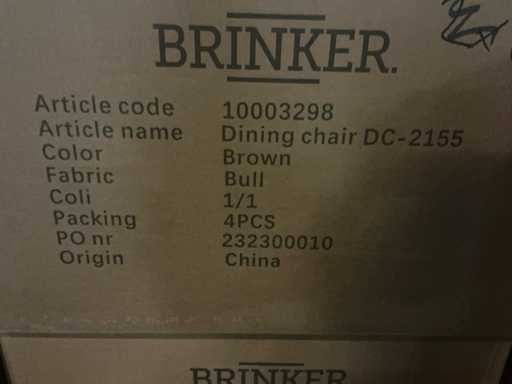 BRINKER.
Article code 10003298
Article name Dining chair DC-2155
Color Brown
Fabric Bull
Coli 1/1
Packing 4PCS
PO nr 232300010
Origin China
BRINKER